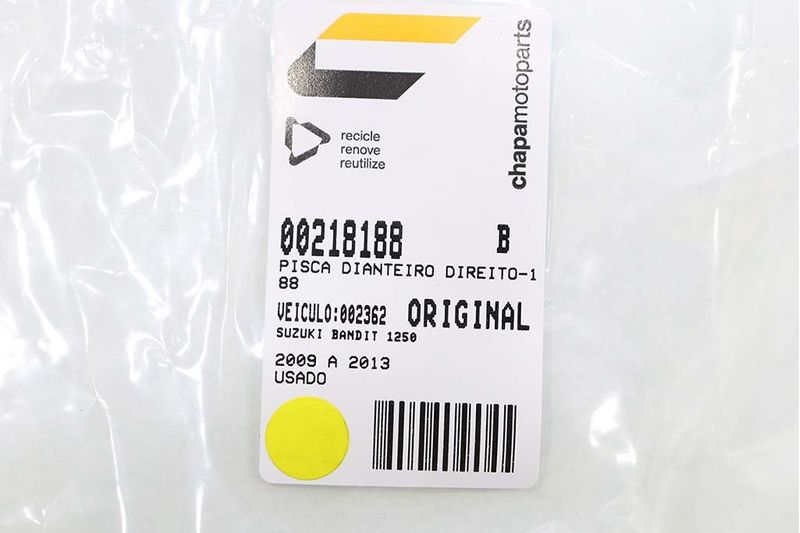 chapamotoparts
recicle
renove
reutilize
00218188 B
PISCA DIANTEIRO DIREITO-1
88
VEICULO:002362 ORIGINAL
SUZUKI BANDIT 1250
2009 A 2013
USADO